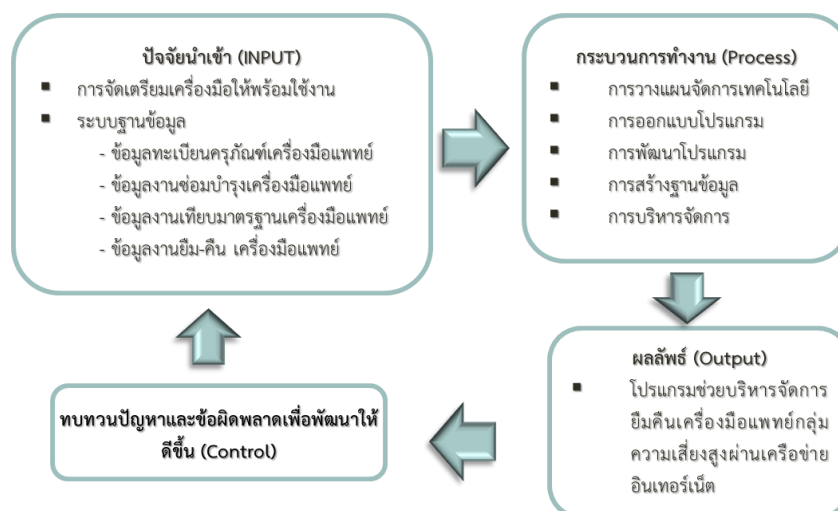 ปัจจัยนำเข้า (INPUT)
▪ การจัดเตรียมเครื่องมือให้พร้อมใช้งาน
▪ ระบบฐานข้อมูล
- ข้อมูลทะเบียนครุภัณฑ์เครื่องมือแพทย์
- ข้อมูลงานซ่อมบำรุงเครื่องมือแพทย์
- ข้อมูลงานเทียบมาตรฐานเครื่องมือแพทย์
- ข้อมูลงานยืม-คืน เครื่องมือแพทย์
กระบวนการทำงาน (Process)
▪ การวางแผนจัดการเทคโนโลยี
▪ การออกแบบโปรแกรม
▪ การพัฒนาโปรแกรม
▪ การสร้างฐานข้อมูล
▪ การบริหารจัดการ
ผลลัพธ์ (Output)
▪ โปรแกรมช่วยบริหารจัดการ
ยืมคืนเครื่องมือแพทย์กลุ่ม
ความเสี่ยงสูงผ่านเครือข่าย
อินเทอร์เน็ต
ทบทวนปัญหาและข้อผิดพลาดเพื่อพัฒนาให้
ดีขึ้น (Control)